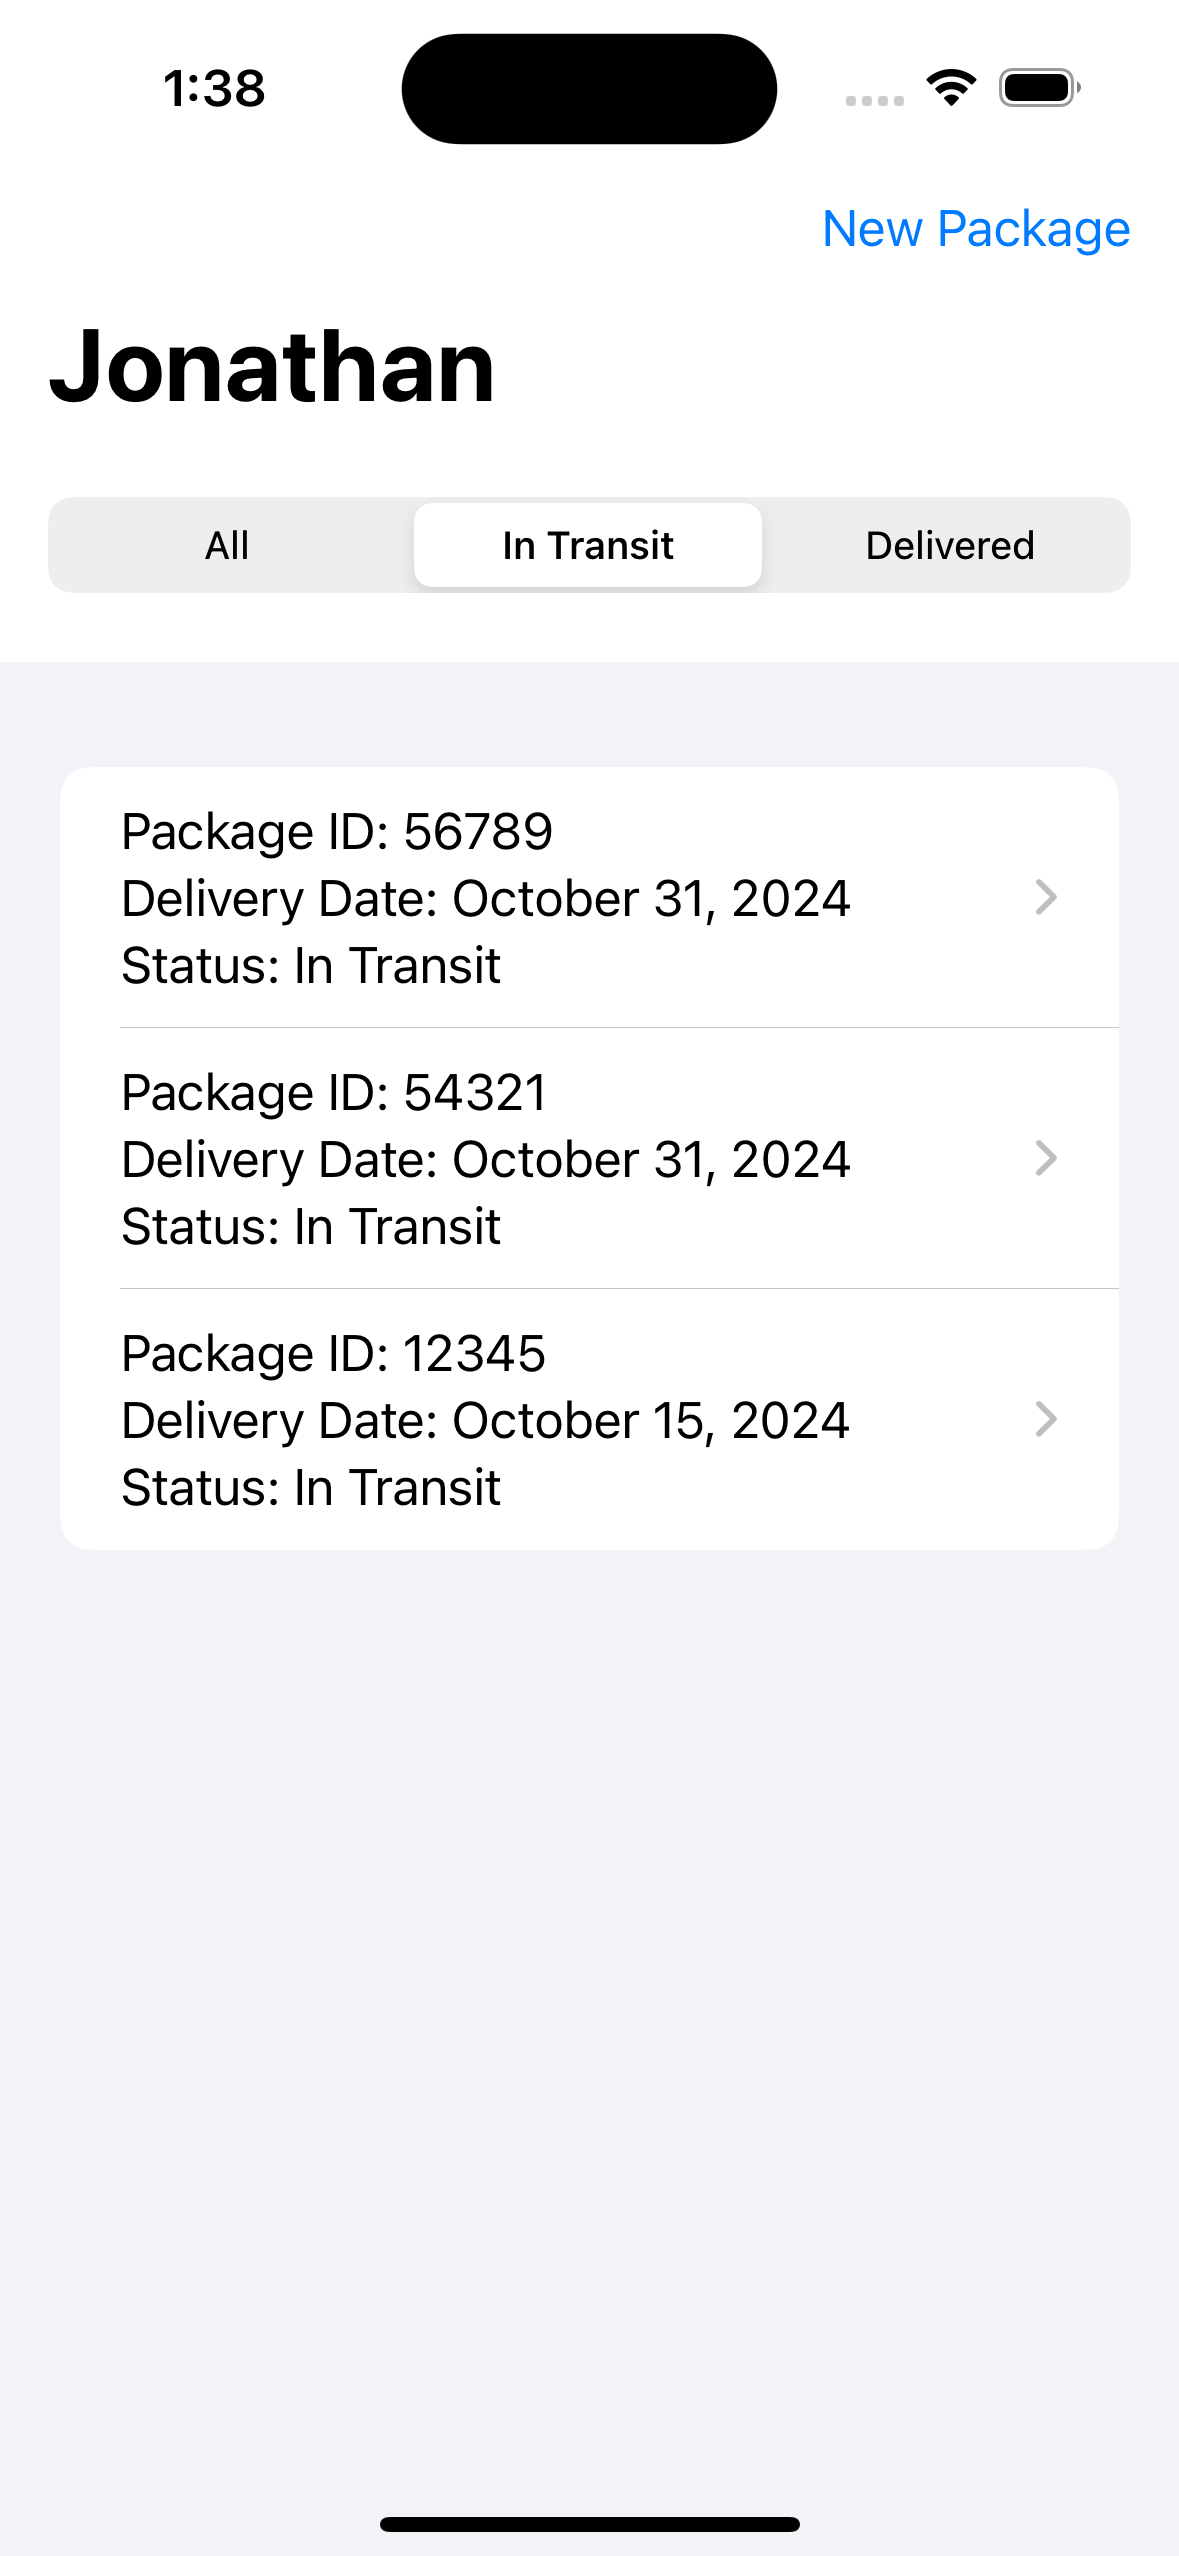 1:38
New Package
Jonathan
All
In Transit
Delivered
Package ID: 56789
Delivery Date: October 31, 2024
Status: In Transit
Package ID: 54321
Delivery Date: October 31, 2024
Status: In Transit
Package ID: 12345
Delivery Date: October 15, 2024
Status: In Transit